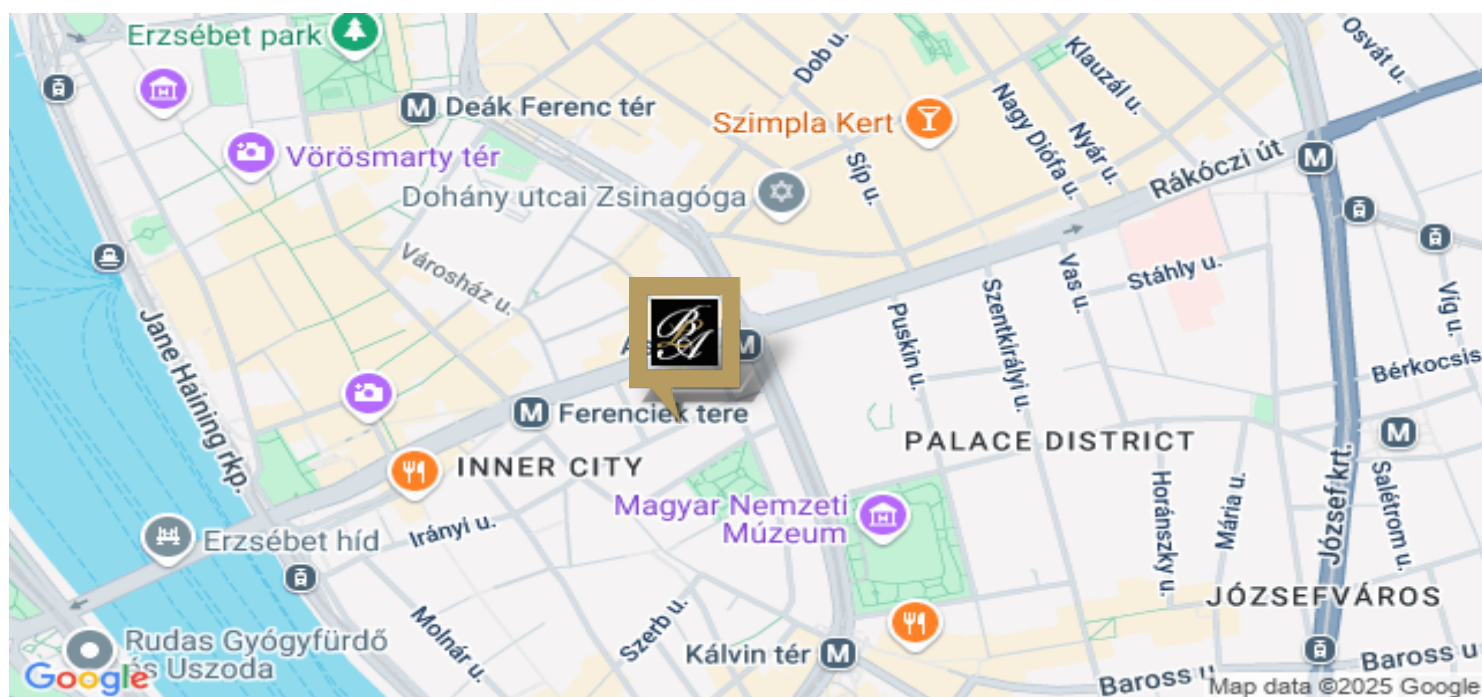 Erzsébet park
Dob u.
Klauzál u.
Osvát u.
M Deák Ferenc tér
Szimpla Kert
Nagy Diófa u.
Nyár u.
Vörösmarty tér
Síp u.
Rákóczi út
M
Dohány utcai Zsinagóga
Városház u.
Vas u.
Stáhly u.
Víg u.
Jane Haining rkp.
BLA
M
Puskin u.
Szentkirályi u.
Bérkocsis
M Ferenciek tere
PALACE DISTRICT
M
INNER CITY
József krt.
Salétrom u.
Horánszky u.
Mária u.
Magyar Nemzeti
Múzeum
Irányi u.
Erzsébet híd
JÓZSEFVÁROS
Molnár u.
Szerb u.
Rudas Gyógyfürdő
és Uszoda
Kálvin tér M
Baross u
Baross u
Google
Map data ©2025 Google